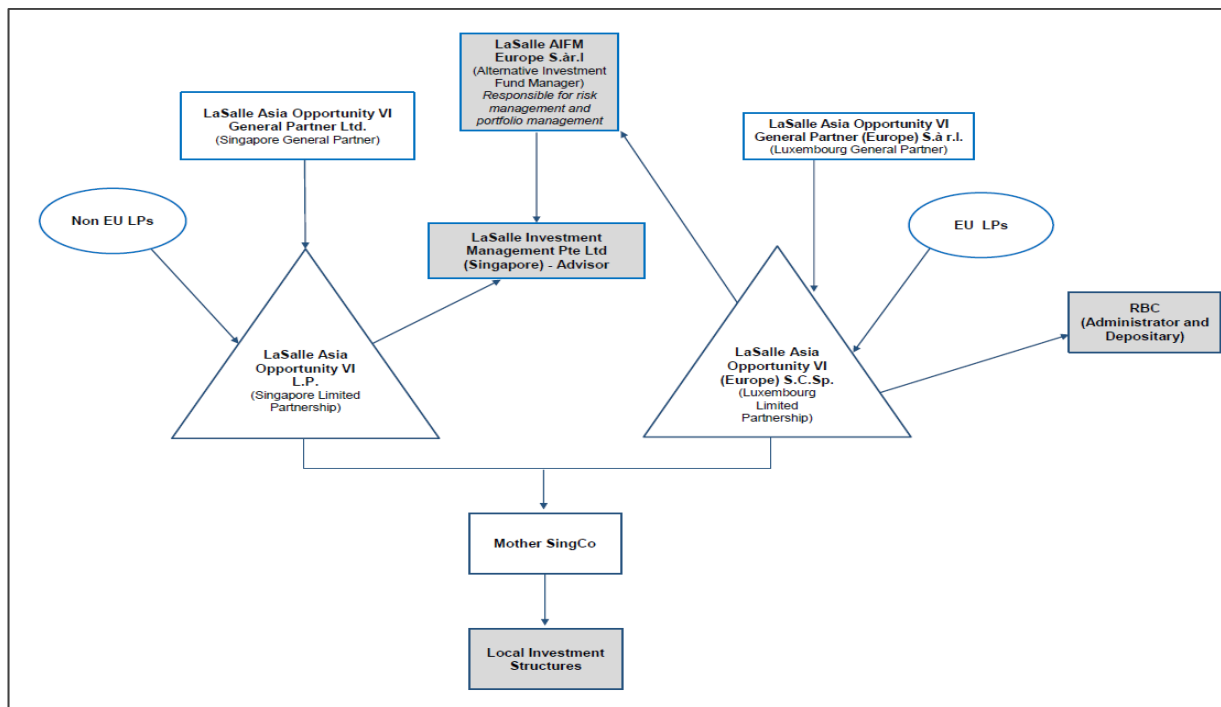 LaSalle AIFM
Europe S.àr.l
(Alternative Investment
Fund Manager)
Responsible for risk
management and
portfolio management
LaSalle Asia Opportunity VI
General Partner Ltd.
(Singapore General Partner)
LaSalle Asia Opportunity VI
General Partner (Europe) S.à r.l.
(Luxembourg General Partner)
Non EU LPs
LaSalle Investment
Management Pte Ltd
(Singapore) - Advisor
EU LPs
RBC
(Administrator and
Depositary)
LaSalle Asia
Opportunity VI
L.P.
(Singapore Limited
Partnership)
LaSalle Asia
Opportunity VI
(Europe) S.C.Sp.
(Luxembourg
Limited
Partnership)
Mother SingCo
Local Investment
Structures